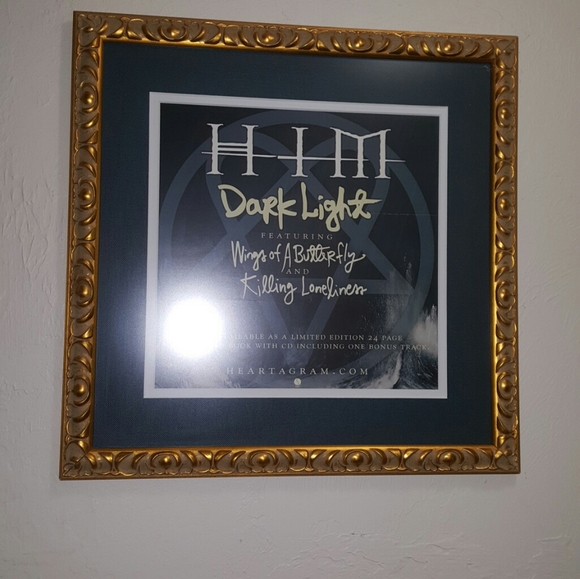 HIM
Dark Light
FEATURING
Wings of A Butterfly
AND
Killing Loneliness
AS A LIMITED EDITION 24 PAGE
BOOK WITH CD INCLUDING ONE BONUS TRACK
HEARTAGRAM.COM